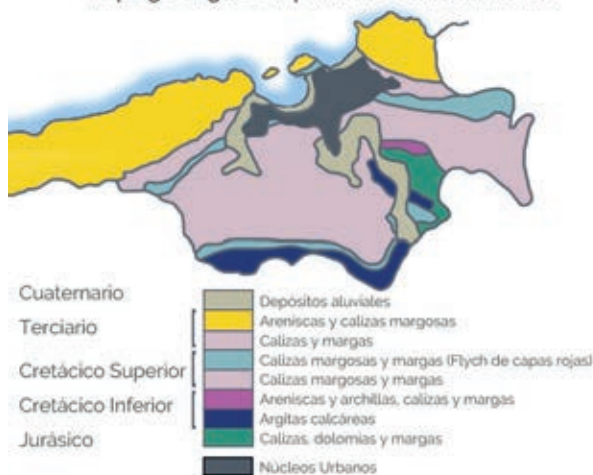 Cuaternario
Depósitos aluviales
Terciario
Areniscas y calizas margosas
Calizas y margas
Cretácico Superior
Calizas margosas y margas (Flych de capas rojas)
Calizas margosas y margas
Cretácico Inferior
Areniscas y archillas, calizas y margas
Argitas calcáreas
Jurásico
Calizas, dolomías y margas
Núcleos Urbanos